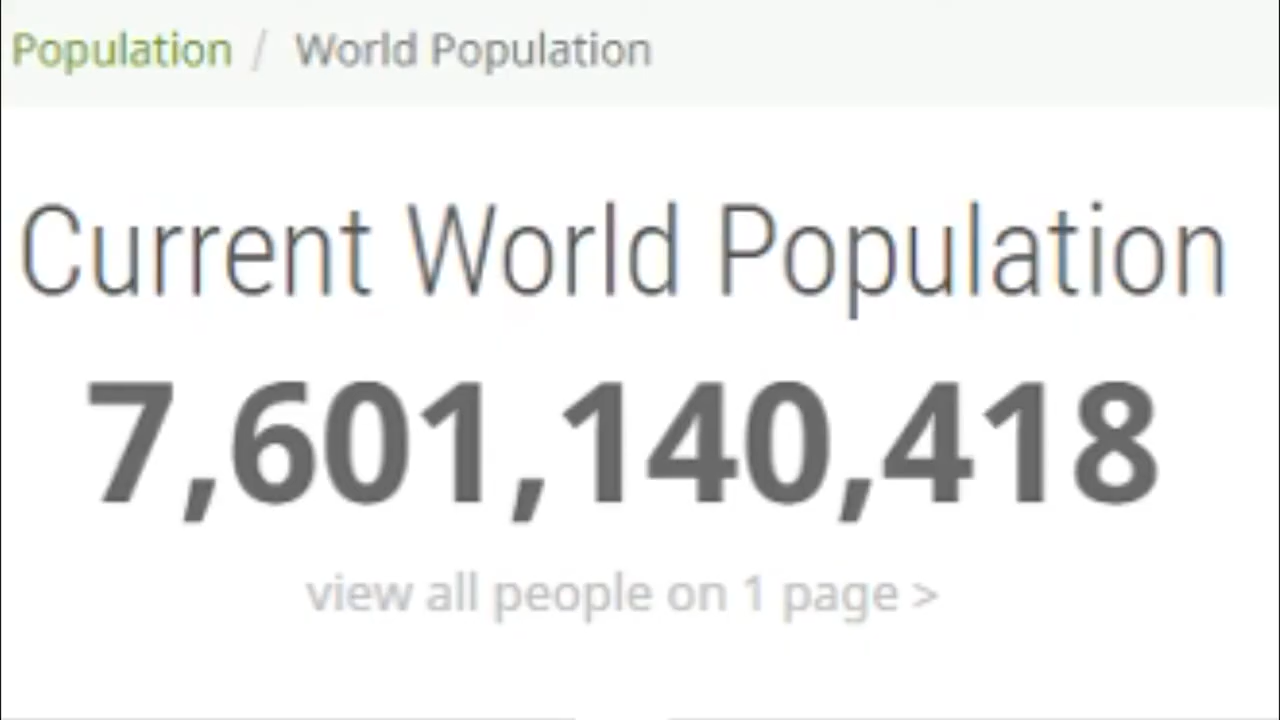 Population / World Population
Current World Population
7,601,140,418
view all people on 1 page >